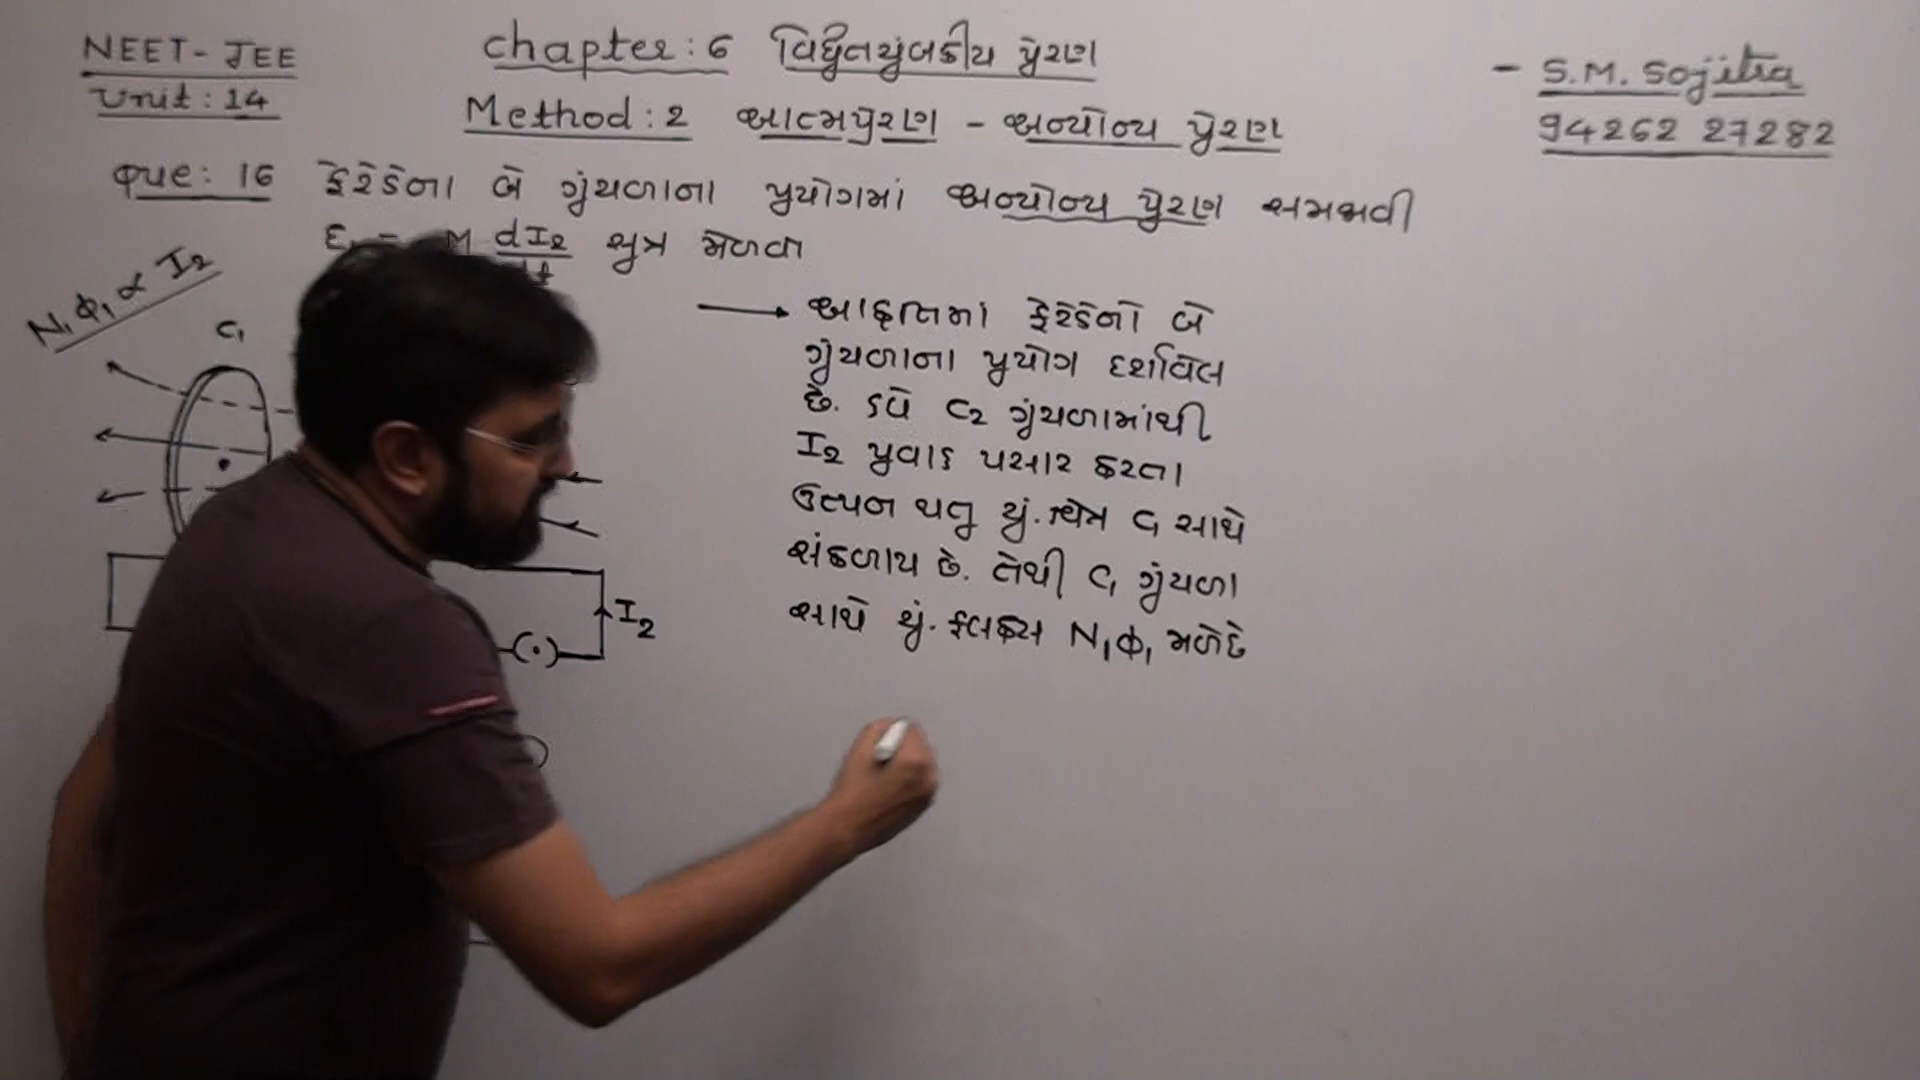 NEET-JEE
Unit: 14
Chapter: 6 વિદ્યુતચુંબકીય પ્રેરણ
Method: 2 આત્મપ્રેરણ - અન્યોન્ય પ્રેરણ
- S.M. Sojitra
94262 27282
Que: 16 ફેરેડેના બે ગૂંચળાના પ્રયોગમાં અન્યોન્ય પ્રેરણ સમજાવી
M dI₂ સુત્ર મેળવો
N₁ϕ₁ ∝ I₂
C₁
→ આકૃતિમાં ફેરેડેનો બે
ગૂંચળાના પ્રયોગ દર્શાવેલ
છે. હવે C₂ ગૂંચળામાંથી
I₂ પ્રવાહ પસાર કરતા
ઉત્પન થતુ ચું. ક્ષેત્ર C₁ સાથે
સંકળાય છે. તેથી C₁ ગૂંચળા
સાથે ચું. ફ્લક્સ N₁ϕ₁ મળેછે
I₂